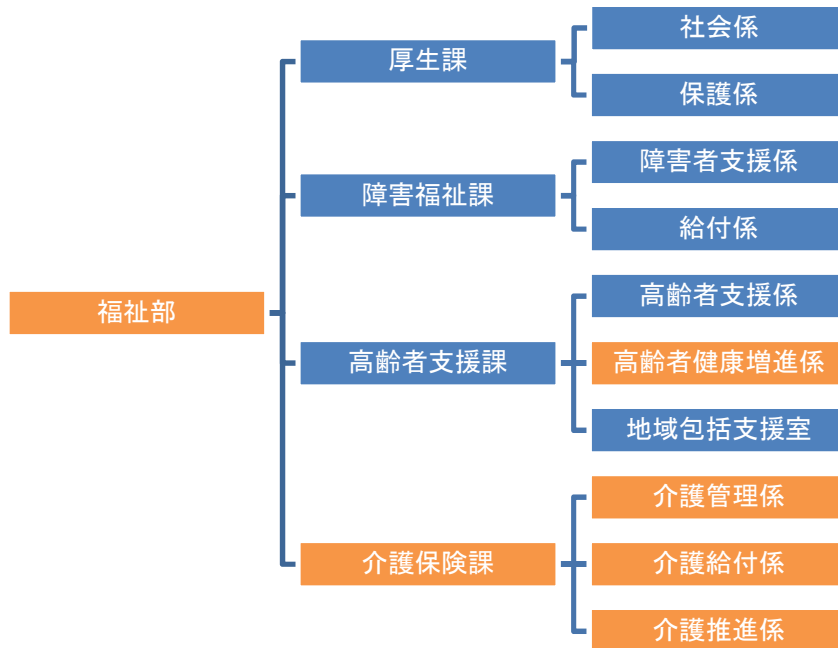 福祉部
厚生課
社会係
保護係
障害福祉課
障害者支援係
給付係
高齢者支援課
高齢者支援係
高齢者健康増進係
地域包括支援室
介護保険課
介護管理係
介護給付係
介護推進係